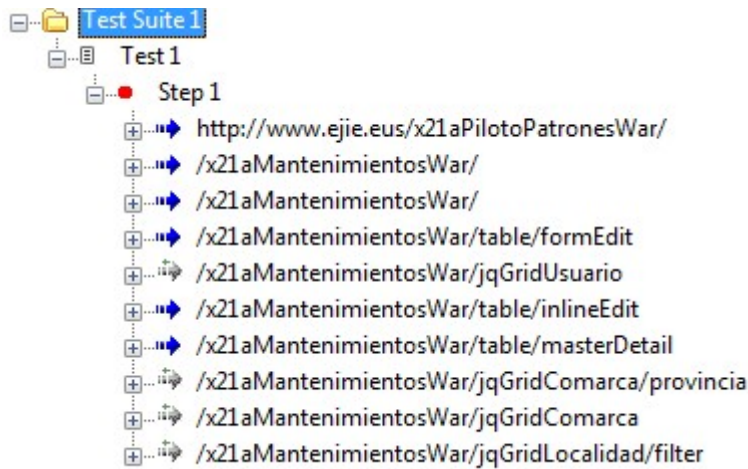 Test Suite 1
Test 1
Step 1
http://www.ejie.eus/x21aPilotoPatronesWar/
/x21aMantenimientosWar/
/x21aMantenimientosWar/
/x21aMantenimientosWar/table/formEdit
/x21aMantenimientosWar/jqGridUsuario
/x21aMantenimientosWar/table/inlineEdit
/x21aMantenimientosWar/table/masterDetail
/x21aMantenimientosWar/jqGridComarca/provincia
/x21aMantenimientosWar/jqGridComarca
/x21aMantenimientosWar/jqGridLocalidad/filter